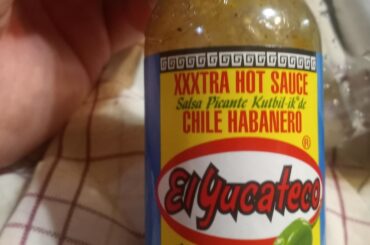 XXXTRA HOT SAUCE
Salsa Picante Kutbil-ik® de
CHILE HABANERO
®
El Yucateco